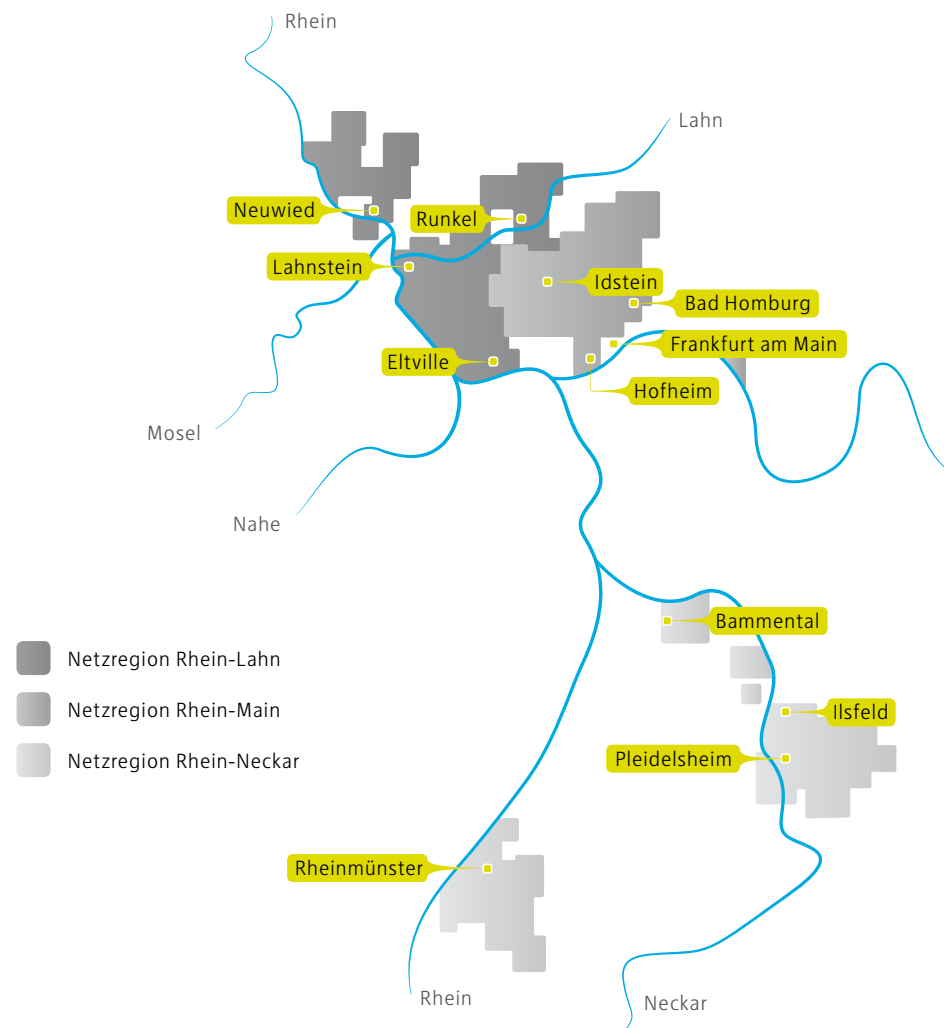 Rhein
Lahn
Neuwied
Runkel
Lahnstein
Idstein
Bad Homburg
Frankfurt am Main
Eltville
Hofheim
Mosel
Nahe
Bammental
Netzregion Rhein-Lahn
Netzregion Rhein-Main
Ilsfeld
Netzregion Rhein-Neckar
Pleidelsheim
Rheinmünster
Rhein
Neckar